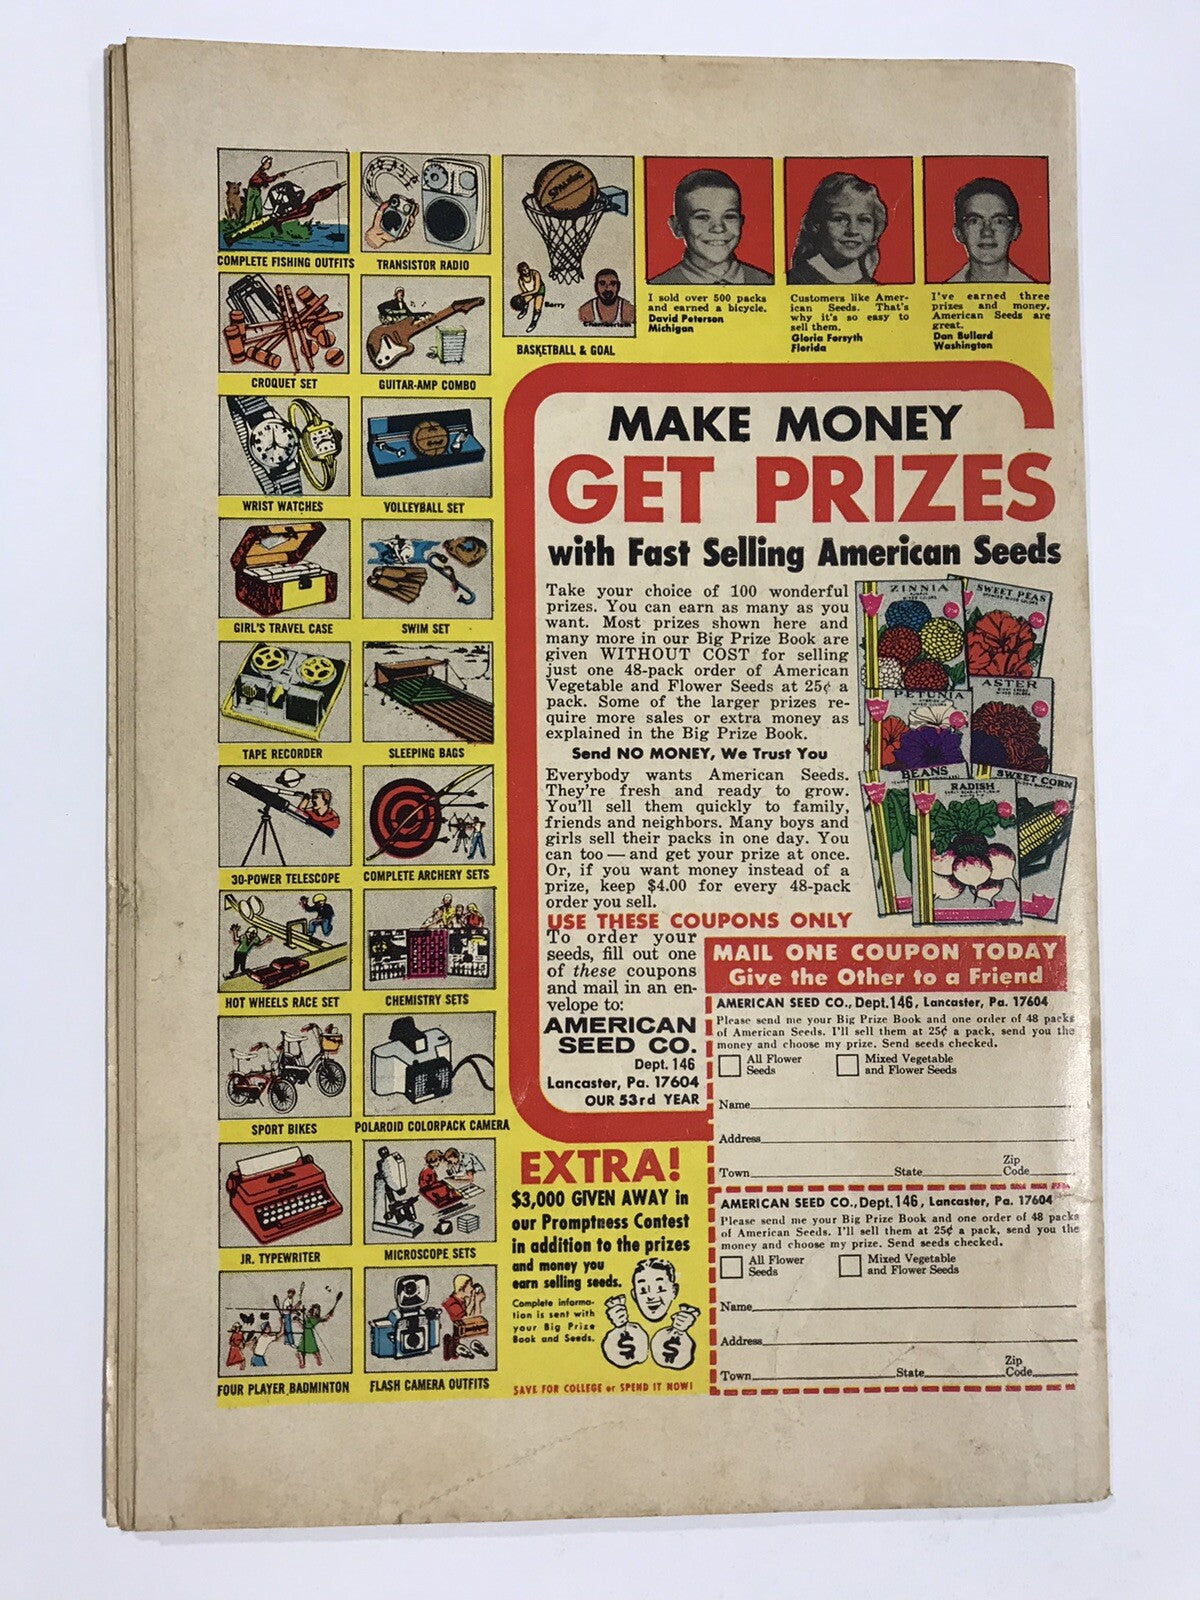 COMPLETE FISHING OUTFITS
TRANSISTOR RADIO
CROQUET SET
GUITAR-AMP COMBO
WRIST WATCHES
VOLLEYBALL SET
GIRL'S TRAVEL CASE
SWIM SET
TAPE RECORDER
SLEEPING BAGS
30-POWER TELESCOPE
COMPLETE ARCHERY SETS
HOT WHEELS RACE SET
CHEMISTRY SETS
SPORT BIKES
POLAROID COLORPACK CAMERA
JR. TYPEWRITER
MICROSCOPE SETS
FOUR PLAYER BADMINTON
FLASH CAMERA OUTFITS
SPALDING
Barry
Chamberlain
BASKETBALL & GOAL
I sold over 500 packs
and earned a bicycle.
David Peterson
Michigan
Customers like Amer-
ican Seeds. That's
why it's so easy to
sell them.
Gloria Forsyth
Florida
I've earned three
prizes and money.
American Seeds are
great.
Dan Bullard
Washington
MAKE MONEY
GET PRIZES
with Fast Selling American Seeds
Take your choice of 100 wonderful
prizes. You can earn as many as you
want. Most prizes shown here and
many more in our Big Prize Book are
given WITHOUT COST for selling
just one 48-pack order of American
Vegetable and Flower Seeds at 25¢ a
pack. Some of the larger prizes re-
quire more sales or extra money as
explained in the Big Prize Book.
Send NO MONEY, We Trust You
Everybody wants American Seeds.
They're fresh and ready to grow.
You'll sell them quickly to family,
friends and neighbors. Many boys and
girls sell their packs in one day. You
can too — and get your prize at once.
Or, if you want money instead of a
prize, keep $4.00 for every 48-pack
order you sell.
USE THESE COUPONS ONLY
To order your
seeds, fill out one
of these coupons
and mail in an en-
velope to:
AMERICAN
SEED CO.
Dept. 146
Lancaster, Pa. 17604
OUR 53rd YEAR
ZINNIA
SWEET PEAS
PETUNIA
ASTER
BEANS
SWEET CORN
RADISH
MAIL ONE COUPON TODAY
Give the Other to a Friend
AMERICAN SEED CO., Dept. 146, Lancaster, Pa. 17604
Please send me your Big Prize Book and one order of 48 packs
of American Seeds. I'll sell them at 25¢ a pack, send you the
money and choose my prize. Send seeds checked.
All Flower Seeds
Mixed Vegetable and Flower Seeds
Name
Address
Town State Zip Code
AMERICAN SEED CO., Dept. 146, Lancaster, Pa. 17604
Please send me your Big Prize Book and one order of 48 packs
of American Seeds. I'll sell them at 25¢ a pack, send you the
money and choose my prize. Send seeds checked.
All Flower Seeds
Mixed Vegetable and Flower Seeds
Name
Address
Town State Zip Code
EXTRA!
$3,000 GIVEN AWAY in
our Promptness Contest
in addition to the prizes
and money you
earn selling seeds.
Complete informa-
tion is sent with
your Big Prize
Book and Seeds.
$ $
SAVE FOR COLLEGE or SPEND IT NOW!